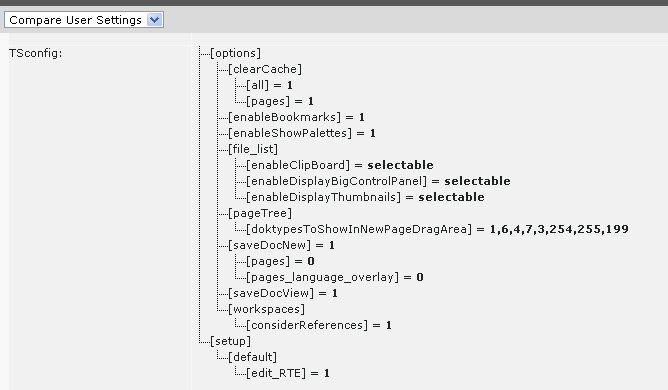 Compare User Settings
TSconfig:
[options]
[clearCache]
[all] = 1
[pages] = 1
[enableBookmarks] = 1
[enableShowPalettes] = 1
[file_list]
[enableClipBoard] = selectable
[enableDisplayBigControlPanel] = selectable
[enableDisplayThumbnails] = selectable
[pageTree]
[doktypesToShowInNewPageDragArea] = 1,6,4,7,3,254,255,199
[saveDocNew] = 1
[pages] = 0
[pages_language_overlay] = 0
[saveDocView] = 1
[workspaces]
[considerReferences] = 1
[setup]
[default]
[edit_RTE] = 1